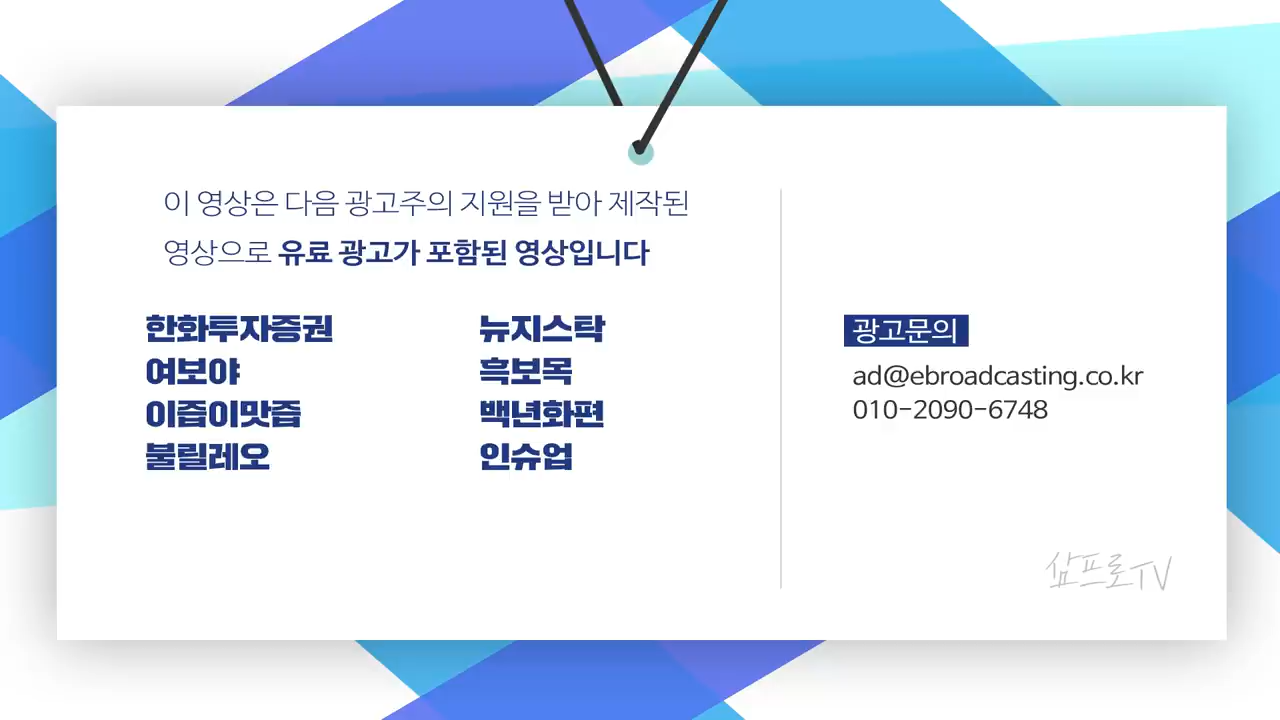 이 영상은 다음 광고주의 지원을 받아 제작된
영상으로 유료 광고가 포함된 영상입니다
한화투자증권
여보야
이즙이맛즙
불릴레오
뉴지스탁
흑보목
백년화편
인슈업
광고문의
ad@ebroadcasting.co.kr
010-2090-6748
삼프로TV